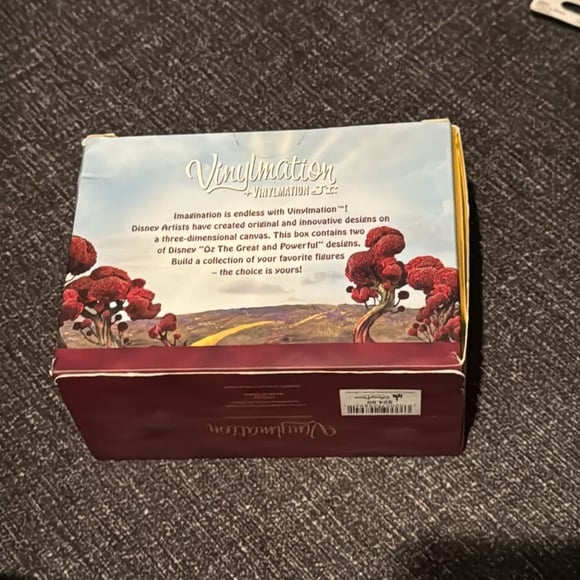 Vinylmation
+ VINYLMATION Jr.
Imagination is endless with Vinylmation™!
Disney Artists have created original and innovative designs on
a three-dimensional canvas. This box contains two
of Disney "Oz The Great and Powerful" designs.
Build a collection of your favorite figures
– the choice is yours!
$24.95
Vinylmation